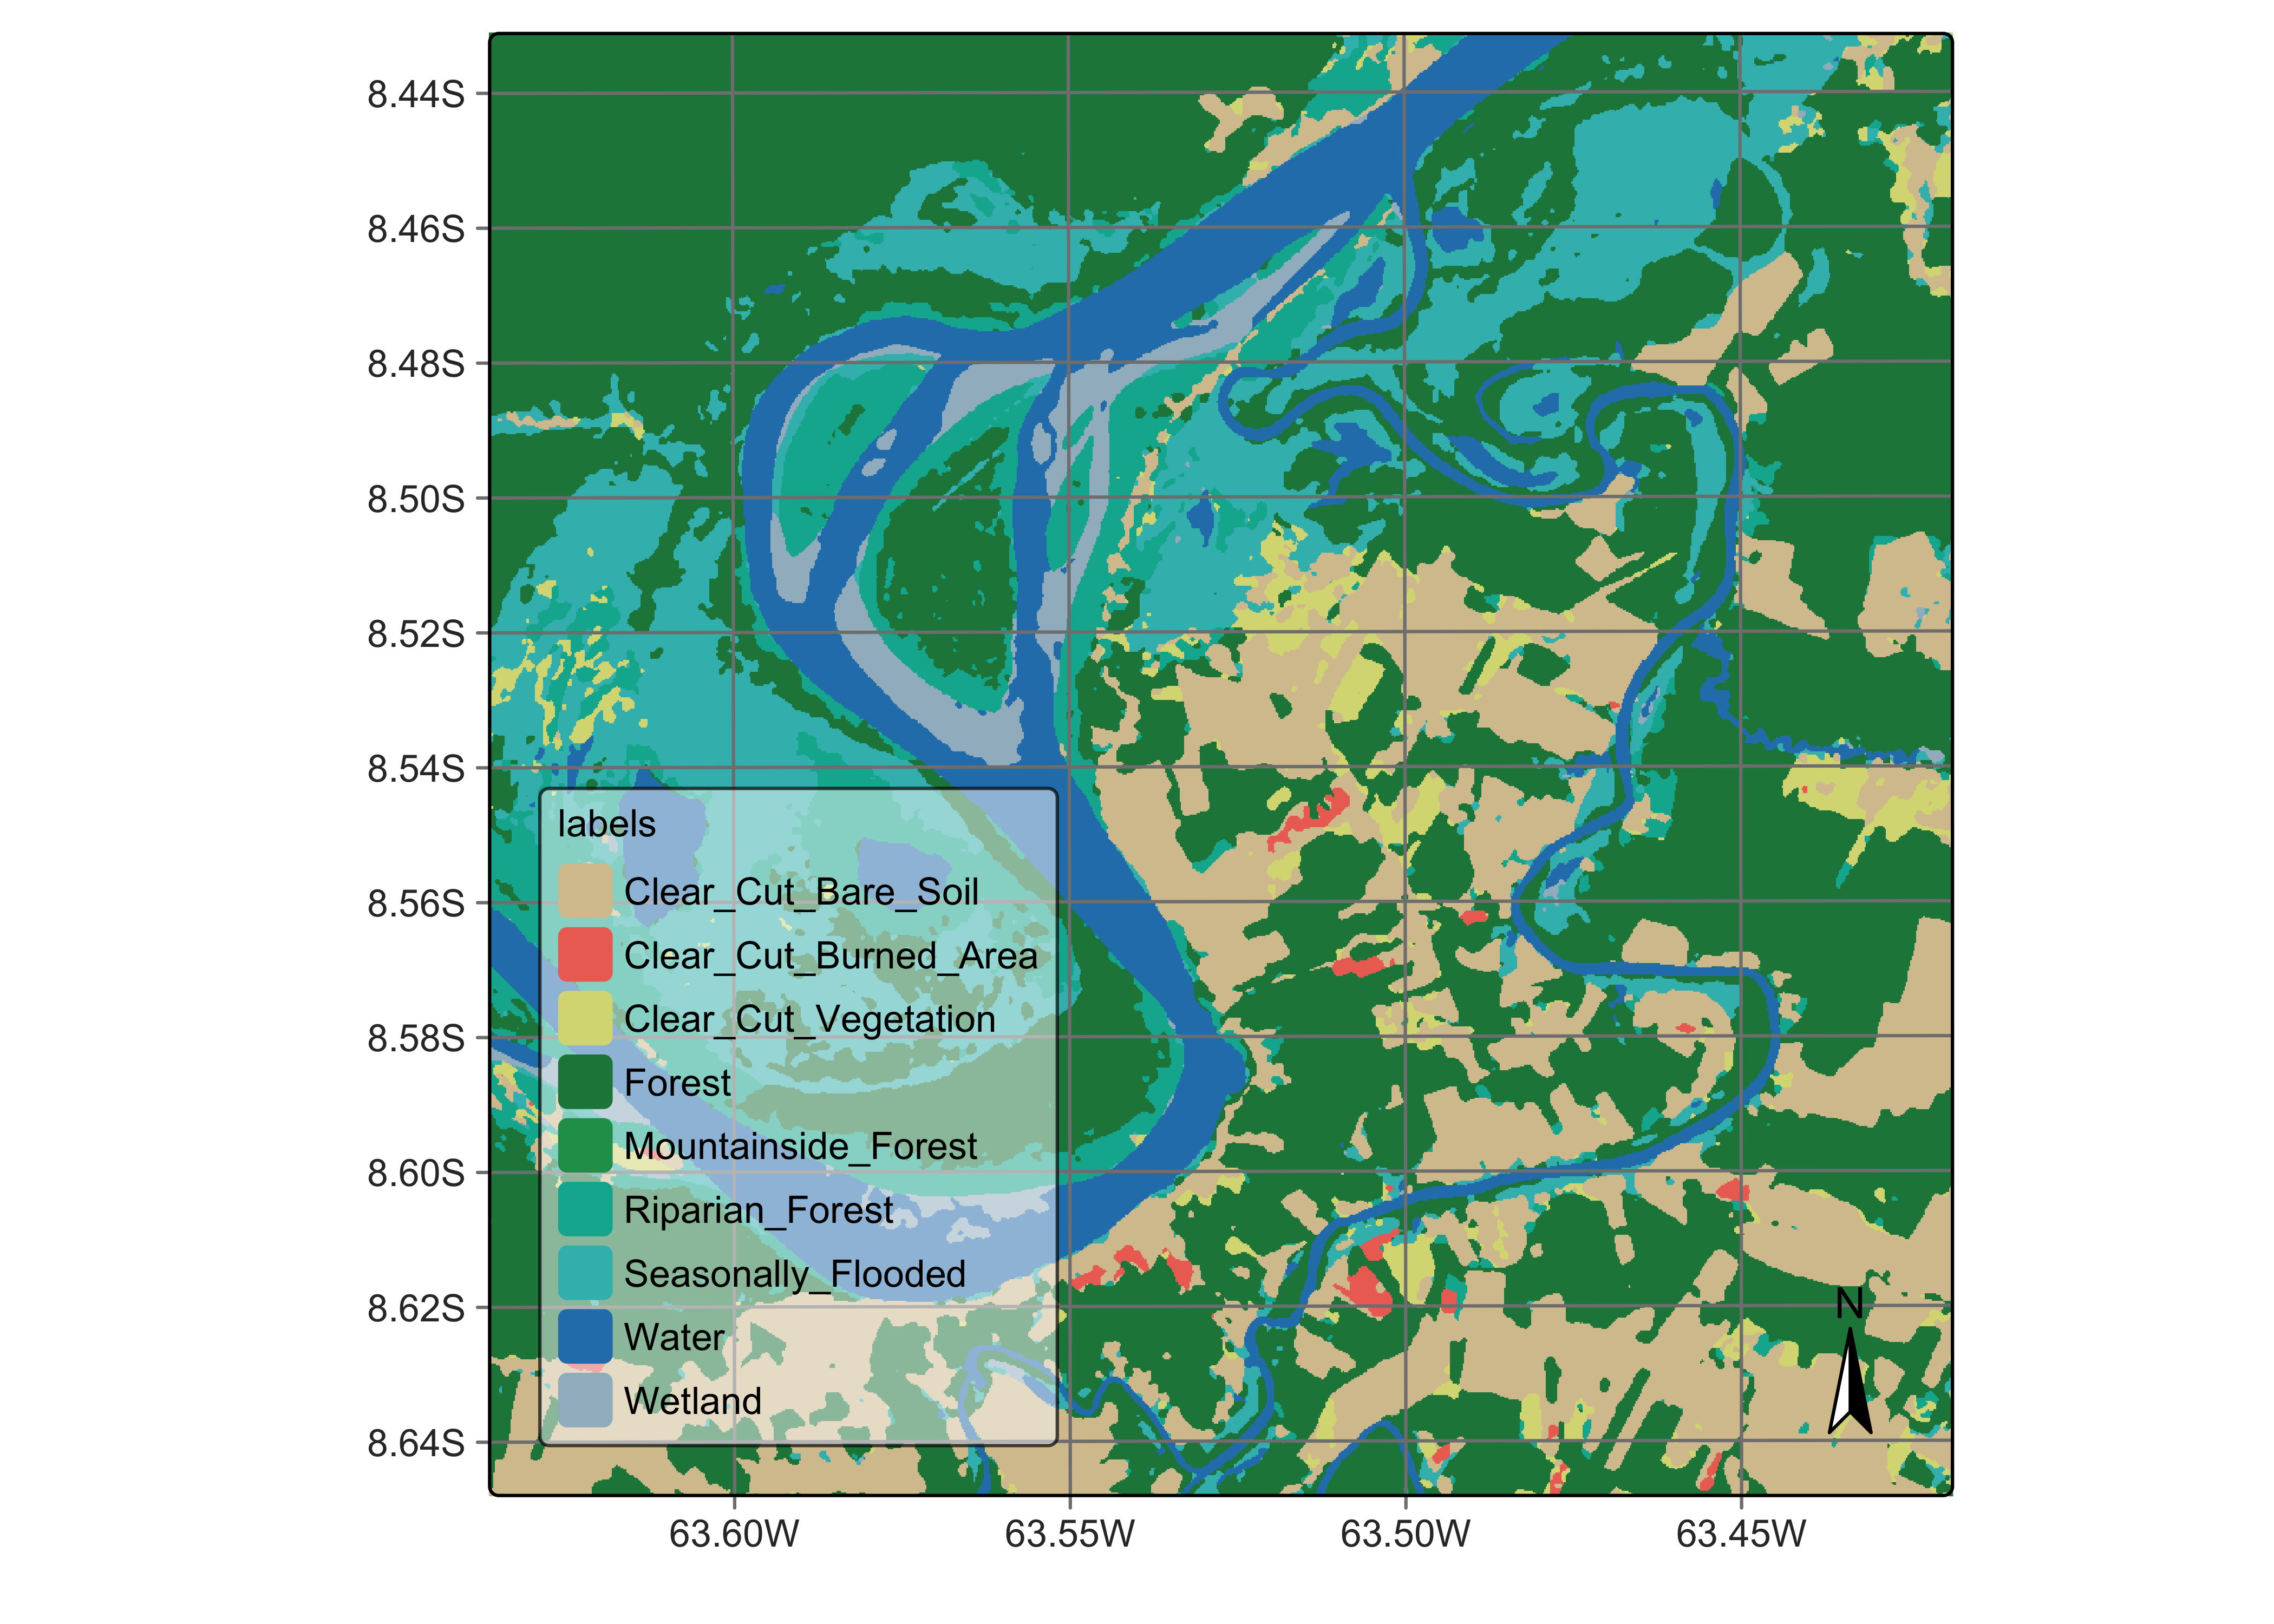 8.44S
8.46S
8.48S
8.50S
8.52S
8.54S
8.56S
8.58S
8.60S
8.62S
8.64S
labels
Clear_Cut_Bare_Soil
Clear_Cut_Burned_Area
Clear_Cut_Vegetation
Forest
Mountainside_Forest
Riparian_Forest
Seasonally_Flooded
Water
Wetland
N
63.60W 63.55W 63.50W 63.45W